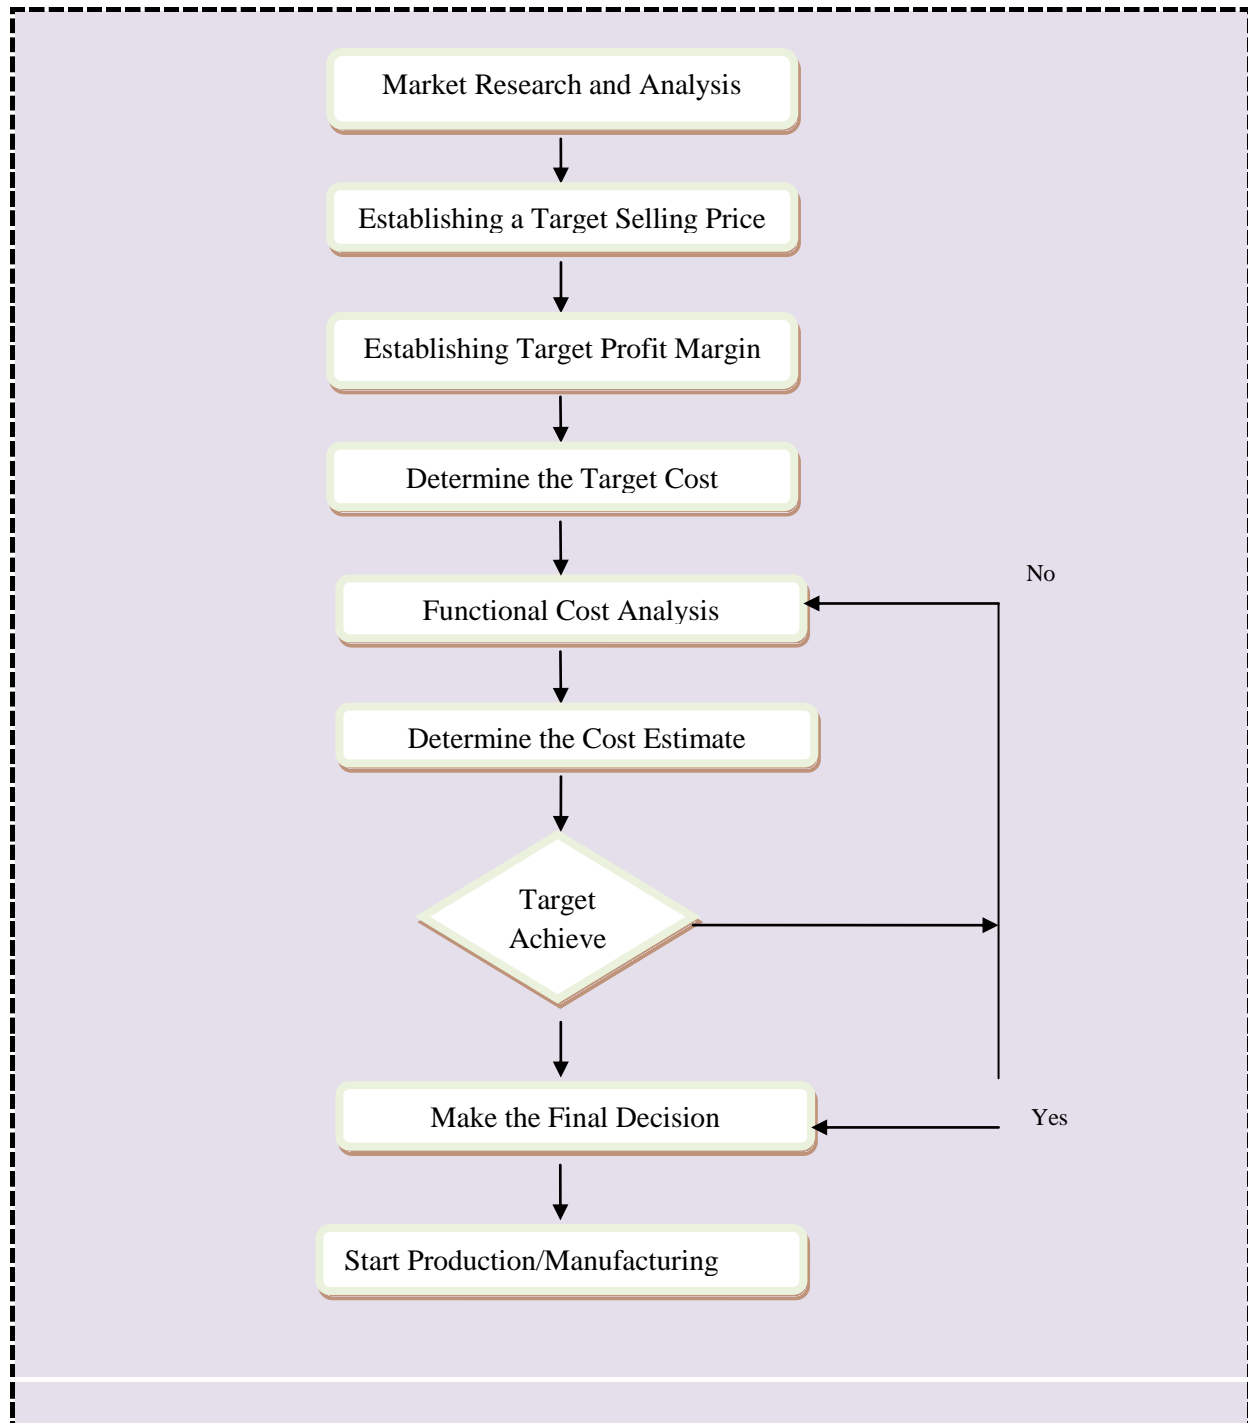 Market Research and Analysis
Establishing a Target Selling Price
Establishing Target Profit Margin
Determine the Target Cost
No
Functional Cost Analysis
Determine the Cost Estimate
Target
Achieve
Make the Final Decision
Yes
Start Production/Manufacturing